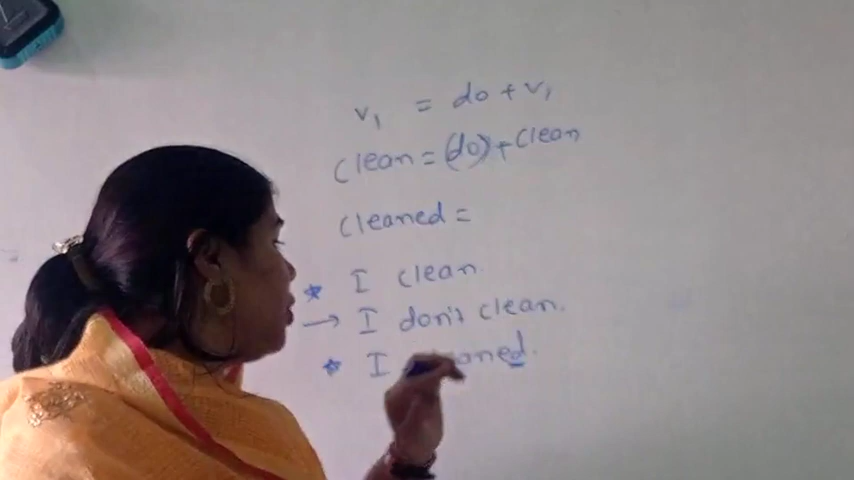 V1 = do + V1
clean = (do) + clean
cleaned =
* I clean.
→ I don't clean.
* I